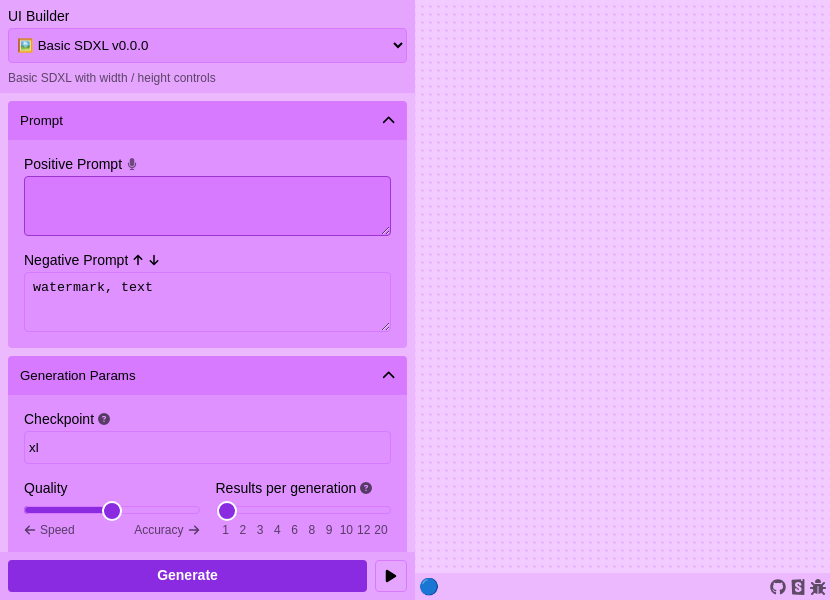 UI Builder
🖼️ Basic SDXL v0.0.0
Basic SDXL with width / height controls
Prompt
Positive Prompt
Negative Prompt ↑ ↓
watermark, text
Generation Params
Checkpoint ?
xl
Quality
Results per generation ?
← Speed Accuracy →
1 2 3 4 6 8 9 10 12 20
Generate